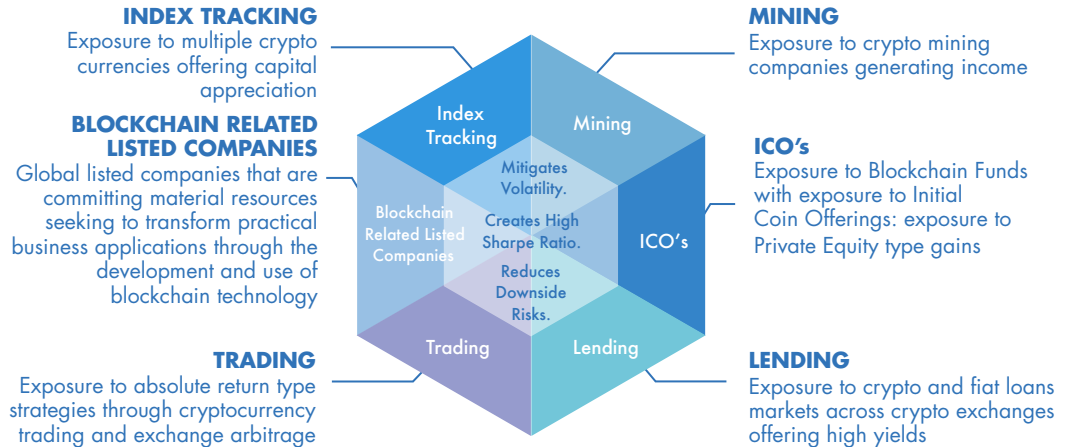 INDEX TRACKING
Exposure to multiple crypto
currencies offering capital
appreciation
BLOCKCHAIN RELATED
LISTED COMPANIES
Global listed companies that are
committing material resources
seeking to transform practical
business applications through the
development and use of
blockchain technology
TRADING
Exposure to absolute return type
strategies through cryptocurrency
trading and exchange arbitrage
Index
Tracking
Mining
Blockchain
Related Listed
Companies
ICO's
Trading
Lending
Mitigates
Volatility.
Creates High
Sharpe Ratio.
Reduces
Downside
Risks.
MINING
Exposure to crypto mining
companies generating income
ICO's
Exposure to Blockchain Funds
with exposure to Initial
Coin Offerings: exposure to
Private Equity type gains
LENDING
Exposure to crypto and fiat loans
markets across crypto exchanges
offering high yields